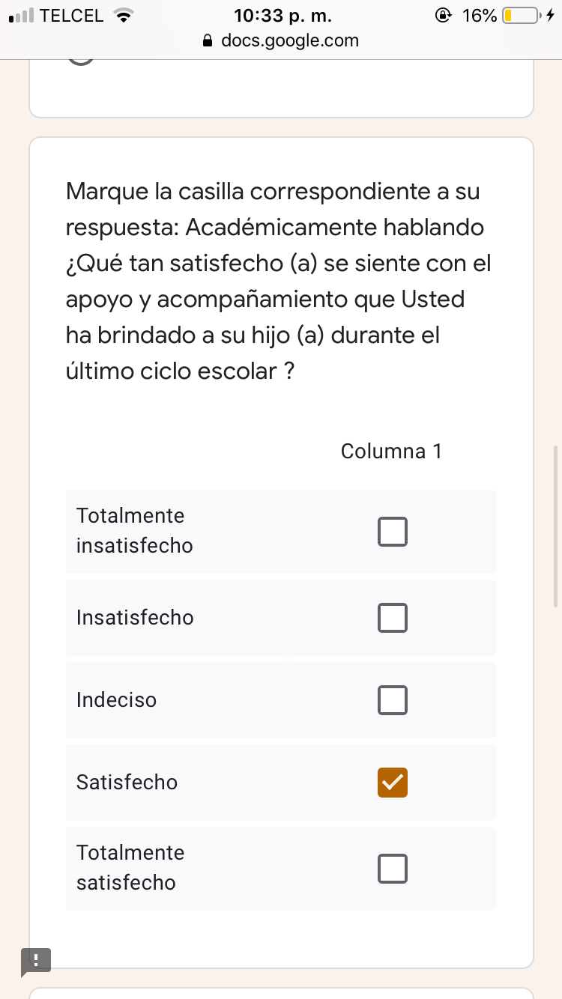 TELCEL 10:33 p. m. 16%
docs.google.com
Marque la casilla correspondiente a su
respuesta: Académicamente hablando
¿Qué tan satisfecho (a) se siente con el
apoyo y acompañamiento que Usted
ha brindado a su hijo (a) durante el
último ciclo escolar ?
Columna 1
Totalmente
insatisfecho
Insatisfecho
Indeciso
Satisfecho
Totalmente
satisfecho